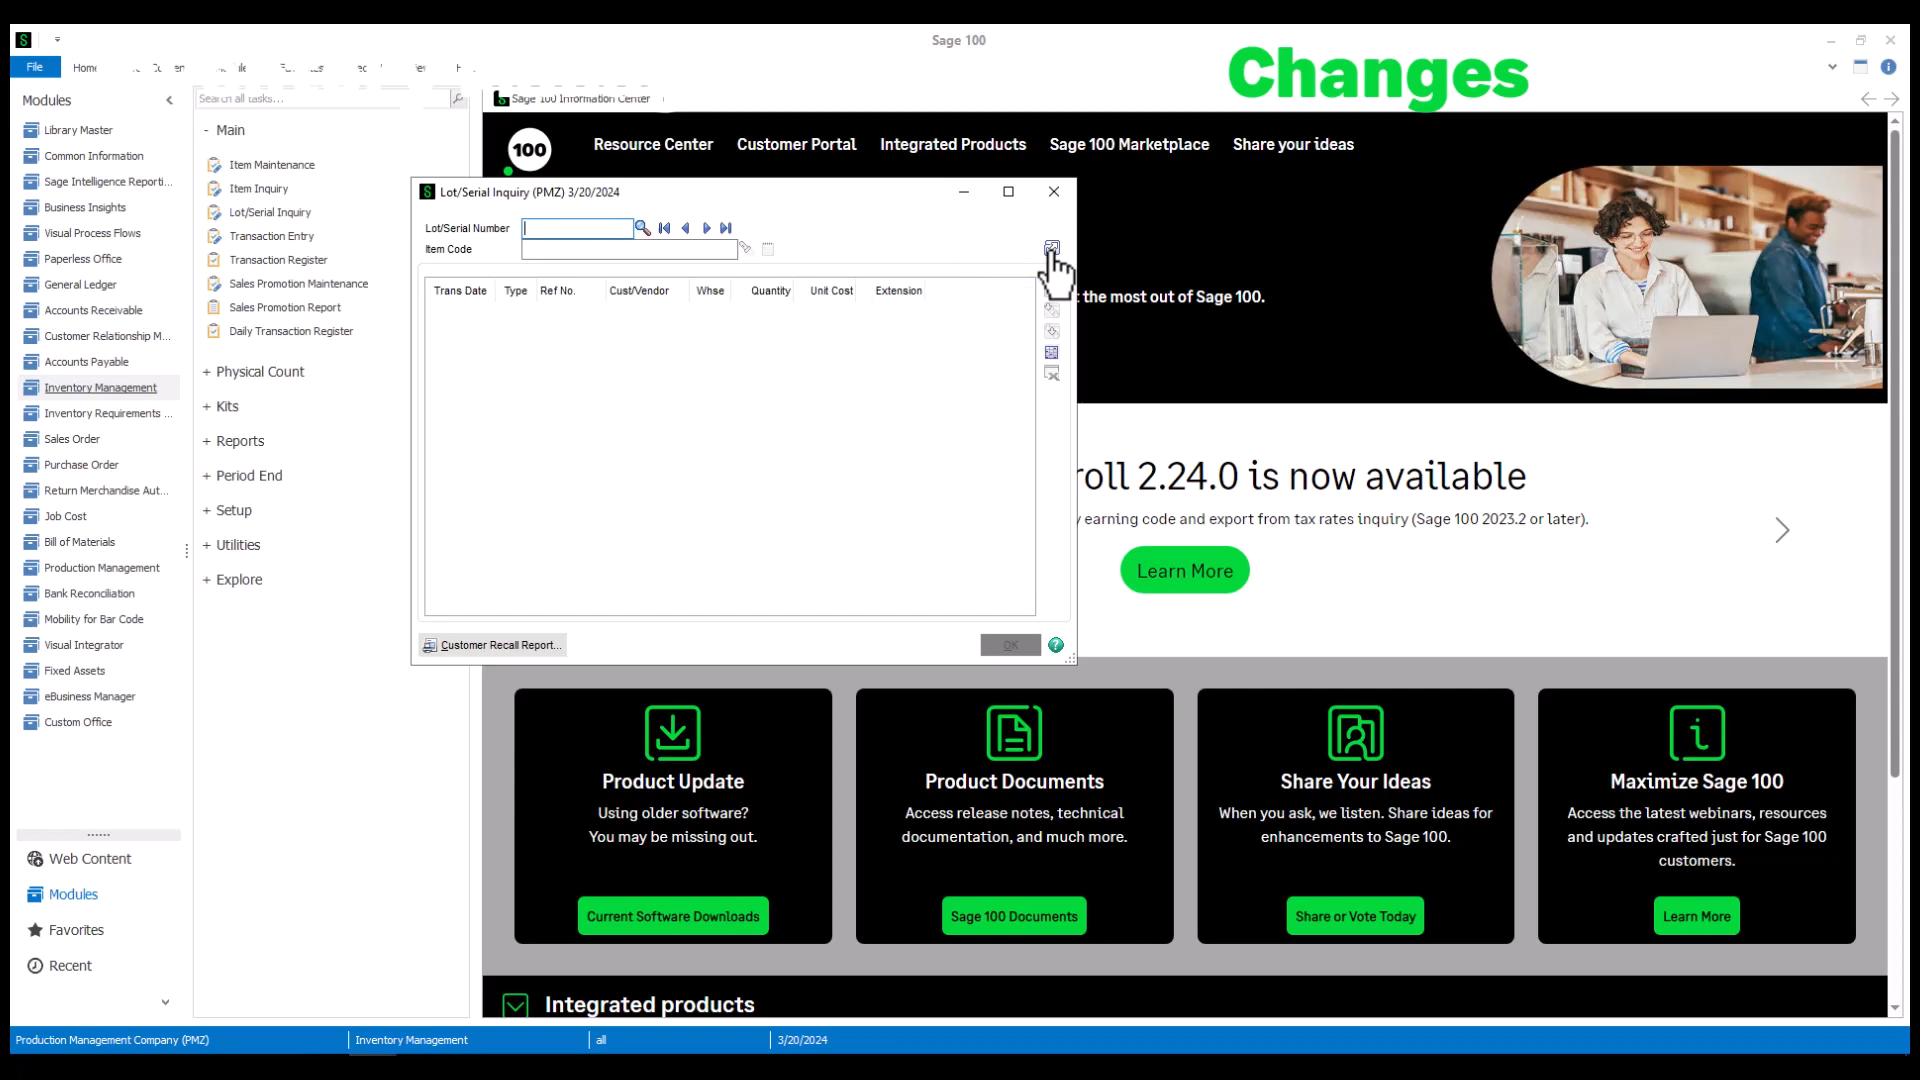 Sage 100
Changes
File
Modules
Search all tasks...
Sage 100 Information Center
Library Master
Common Information
Sage Intelligence Reporti...
Business Insights
Visual Process Flows
Paperless Office
General Ledger
Accounts Receivable
Customer Relationship M...
Accounts Payable
Inventory Management
Inventory Requirements ...
Sales Order
Purchase Order
Return Merchandise Aut...
Job Cost
Bill of Materials
Production Management
Bank Reconciliation
Mobility for Bar Code
Visual Integrator
Fixed Assets
eBusiness Manager
Custom Office
Web Content
Modules
Favorites
Recent
- Main
Item Maintenance
Item Inquiry
Lot/Serial Inquiry
Transaction Entry
Transaction Register
Sales Promotion Maintenance
Sales Promotion Report
Daily Transaction Register
+ Physical Count
+ Kits
+ Reports
+ Period End
+ Setup
+ Utilities
+ Explore
100
Resource Center Customer Portal Integrated Products Sage 100 Marketplace Share your ideas
Lot/Serial Inquiry (PMZ) 3/20/2024
Lot/Serial Number
Item Code
Trans Date Type Ref No. Cust/Vendor Whse Quantity Unit Cost Extension
Customer Recall Report...
OK
t the most out of Sage 100.
roll 2.24.0 is now available
earning code and export from tax rates inquiry (Sage 100 2023.2 or later).
Learn More
Product Update
Using older software?
You may be missing out.
Current Software Downloads
Product Documents
Access release notes, technical
documentation, and much more.
Sage 100 Documents
Share Your Ideas
When you ask, we listen. Share ideas for
enhancements to Sage 100.
Share or Vote Today
Maximize Sage 100
Access the latest webinars, resources
and updates crafted just for Sage 100
customers.
Learn More
Integrated products
Production Management Company (PMZ) Inventory Management all 3/20/2024